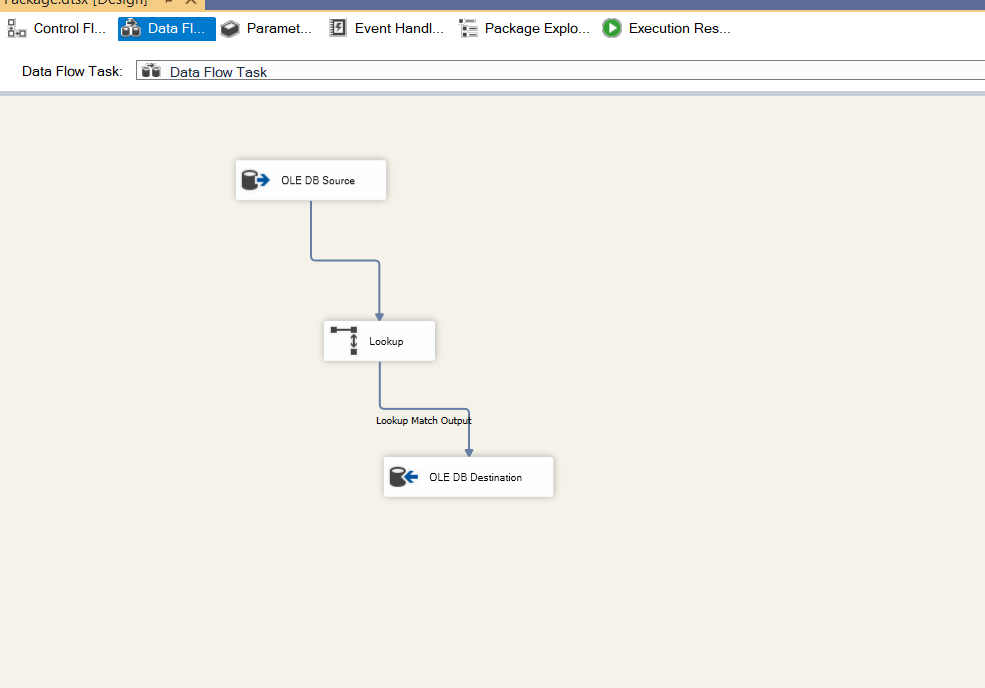 Package.dtsx [Design]
Control Fl... Data Fl... Paramet... Event Handl... Package Explo... Execution Res...
Data Flow Task: Data Flow Task
OLE DB Source
Lookup
Lookup Match Output
OLE DB Destination